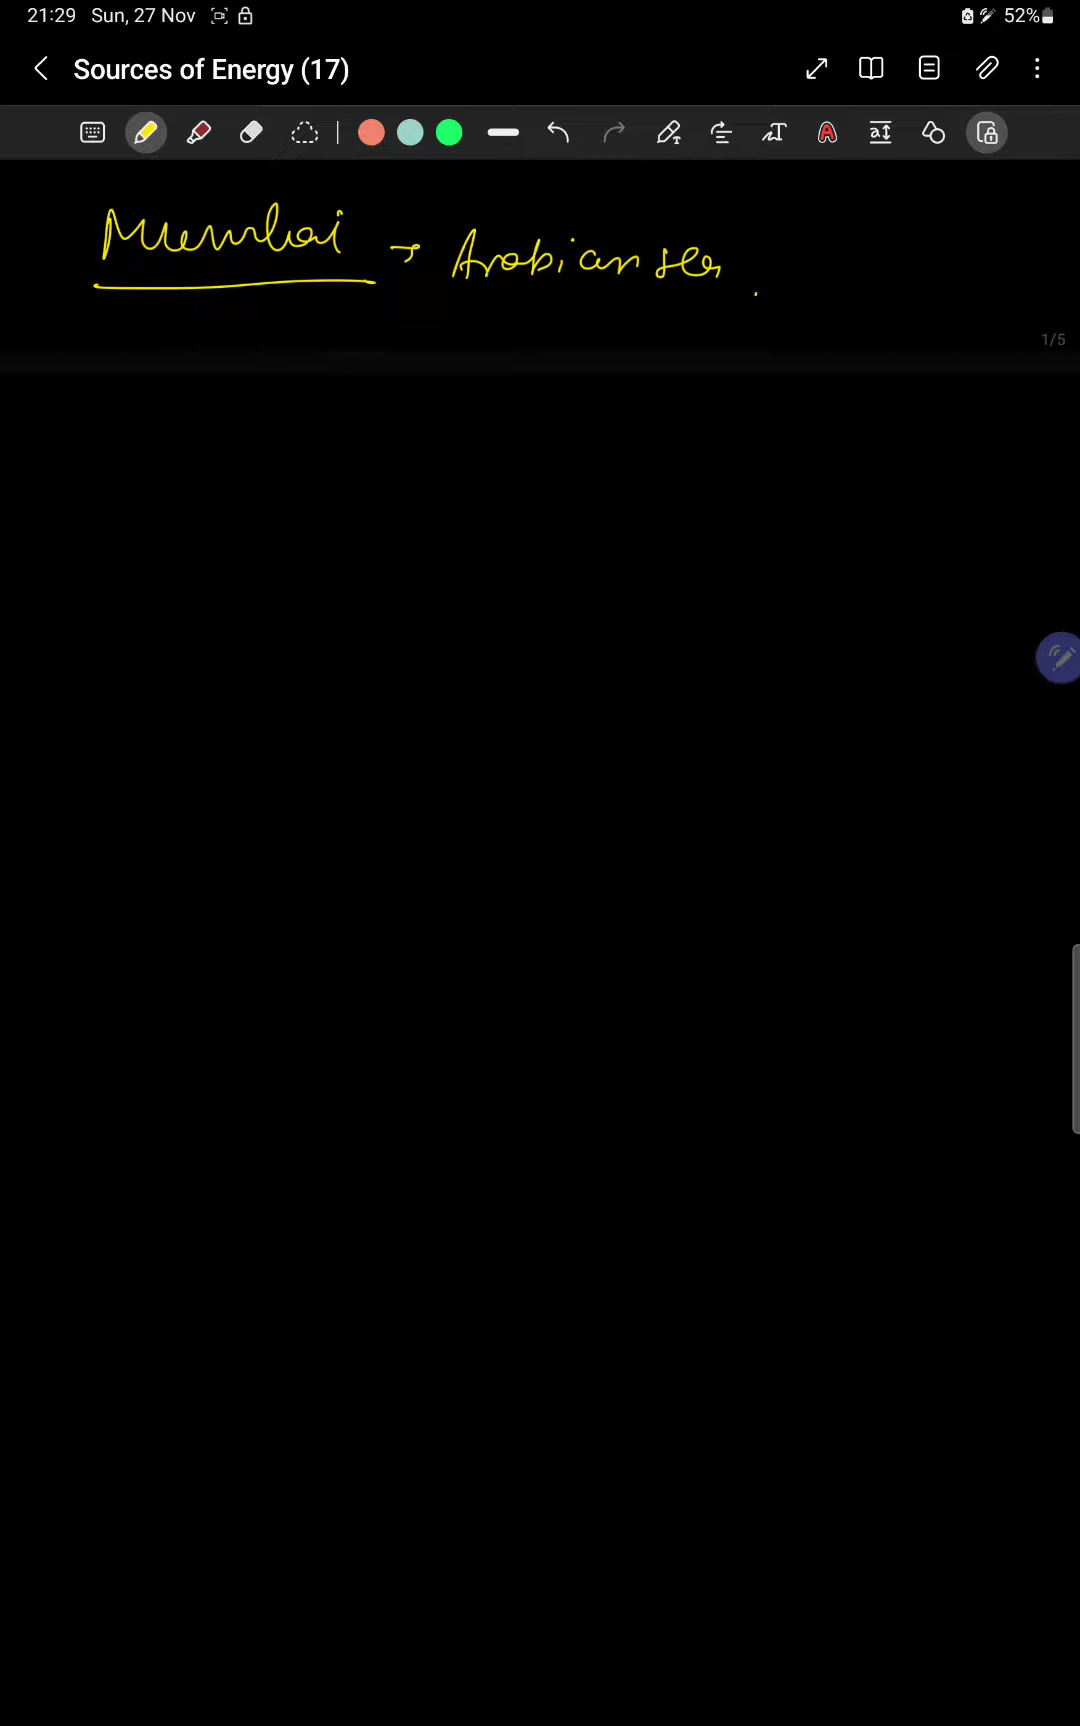 21:29 Sun, 27 Nov 52%
Sources of Energy (17)
Mumbai → Arabian sea
1/5